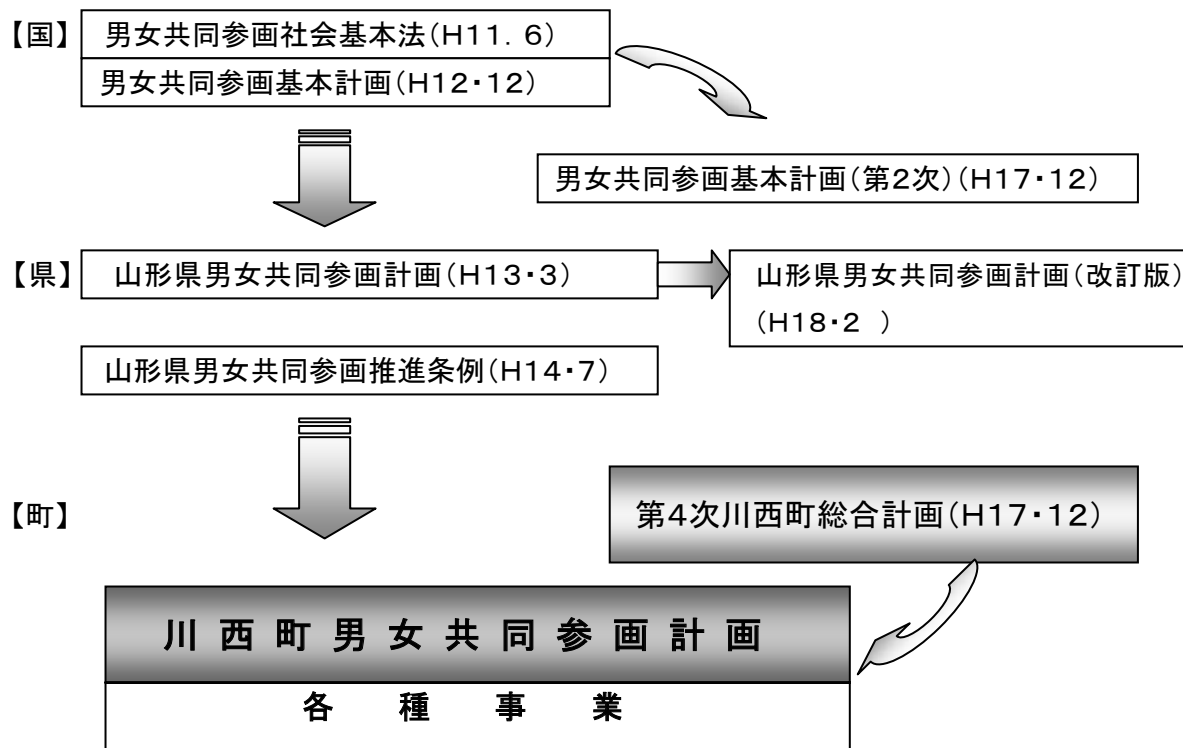 【国】 男女共同参画社会基本法(H11．6)
男女共同参画基本計画(H12・12)
男女共同参画基本計画(第2次)(H17・12)
【県】 山形県男女共同参画計画(H13・3)
山形県男女共同参画計画(改訂版)
(H18・2 )
山形県男女共同参画推進条例(H14・7)
【町】
第4次川西町総合計画(H17・12)
川西町男女共同参画計画
各種事業